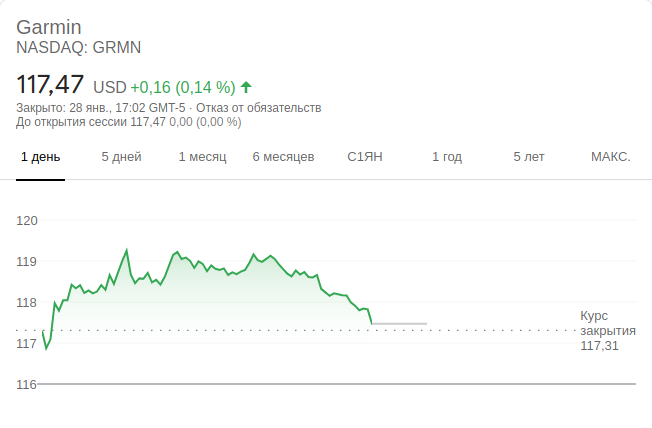 Garmin
NASDAQ: GRMN
117,47 USD +0,16 (0,14 %)
Закрыто: 28 янв., 17:02 GMT-5 · Отказ от обязательств
До открытия сессии 117,47 0,00 (0,00 %)
1 день 5 дней 1 месяц 6 месяцев С1ЯН 1 год 5 лет МАКС.
120
119
118
Курс
закрытия
117,31
117
116